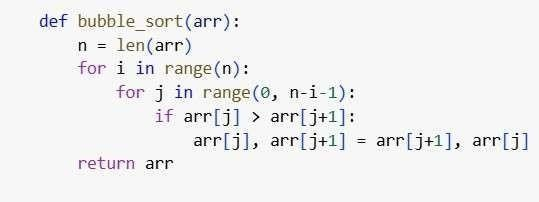 def bubble_sort(arr):
    n = len(arr)
    for i in range(n):
        for j in range(0, n-i-1):
            if arr[j] > arr[j+1]:
                arr[j], arr[j+1] = arr[j+1], arr[j]
    return arr